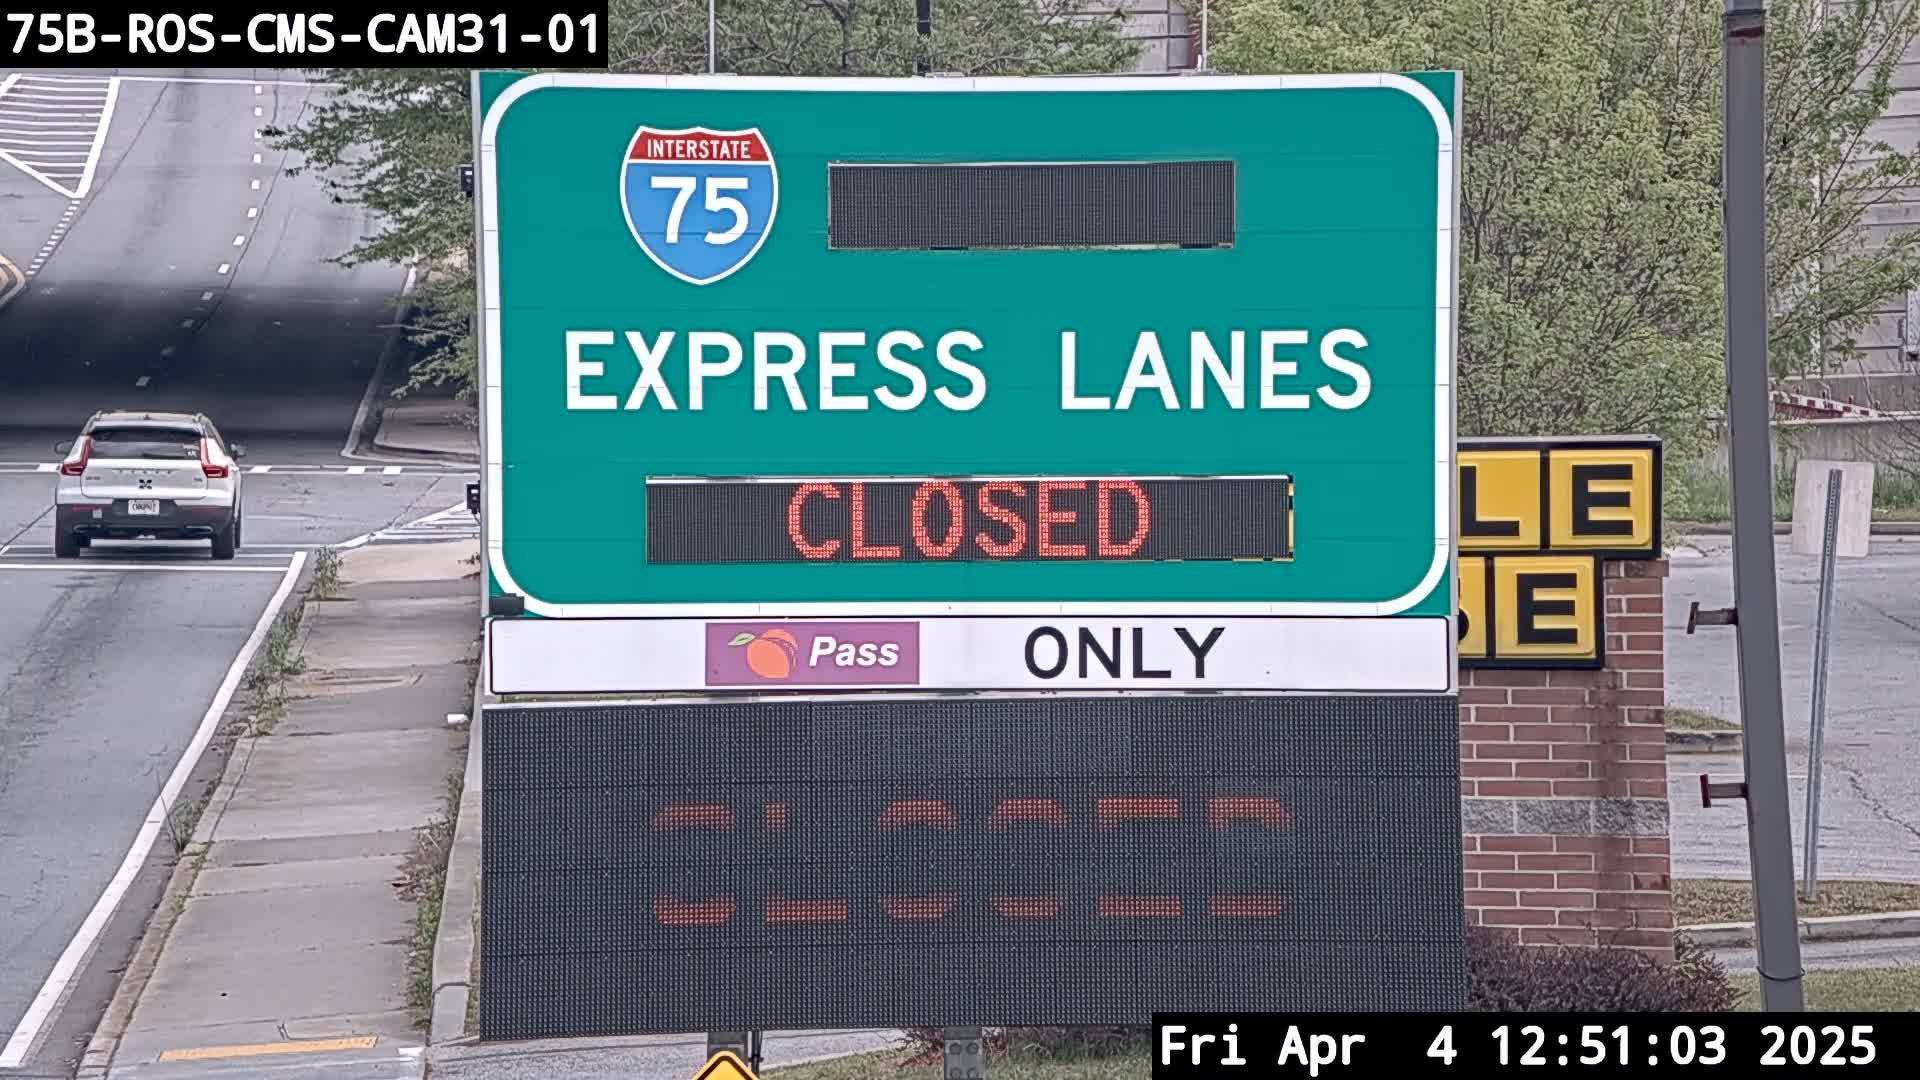 75B-ROS-CMS-CAM31-01
INTERSTATE
75
EXPRESS LANES
CLOSED
Pass ONLY
CLOSED
LE
E
Fri Apr 4 12:51:03 2025